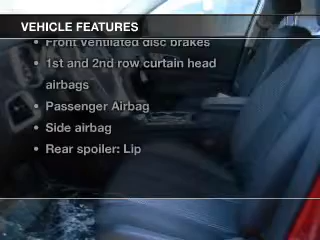 VEHICLE FEATURES
• Front ventilated disc brakes
• 1st and 2nd row curtain head
airbags
• Passenger Airbag
• Side airbag
• Rear spoiler: Lip